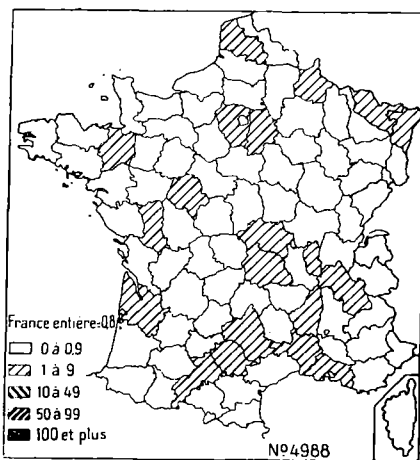 France entière=0,8
0 à 0,9
1 à 9
10 à 49
50 à 99
100 et plus
Nº4988